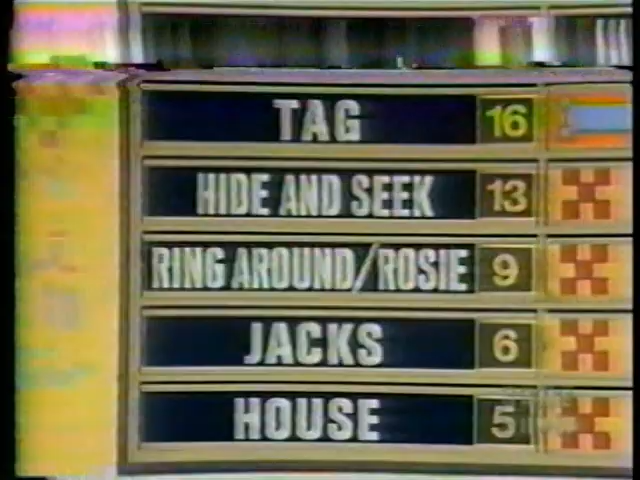 TAG 16
HIDE AND SEEK 13
RING AROUND/ROSIE 9
JACKS 6
HOUSE 5